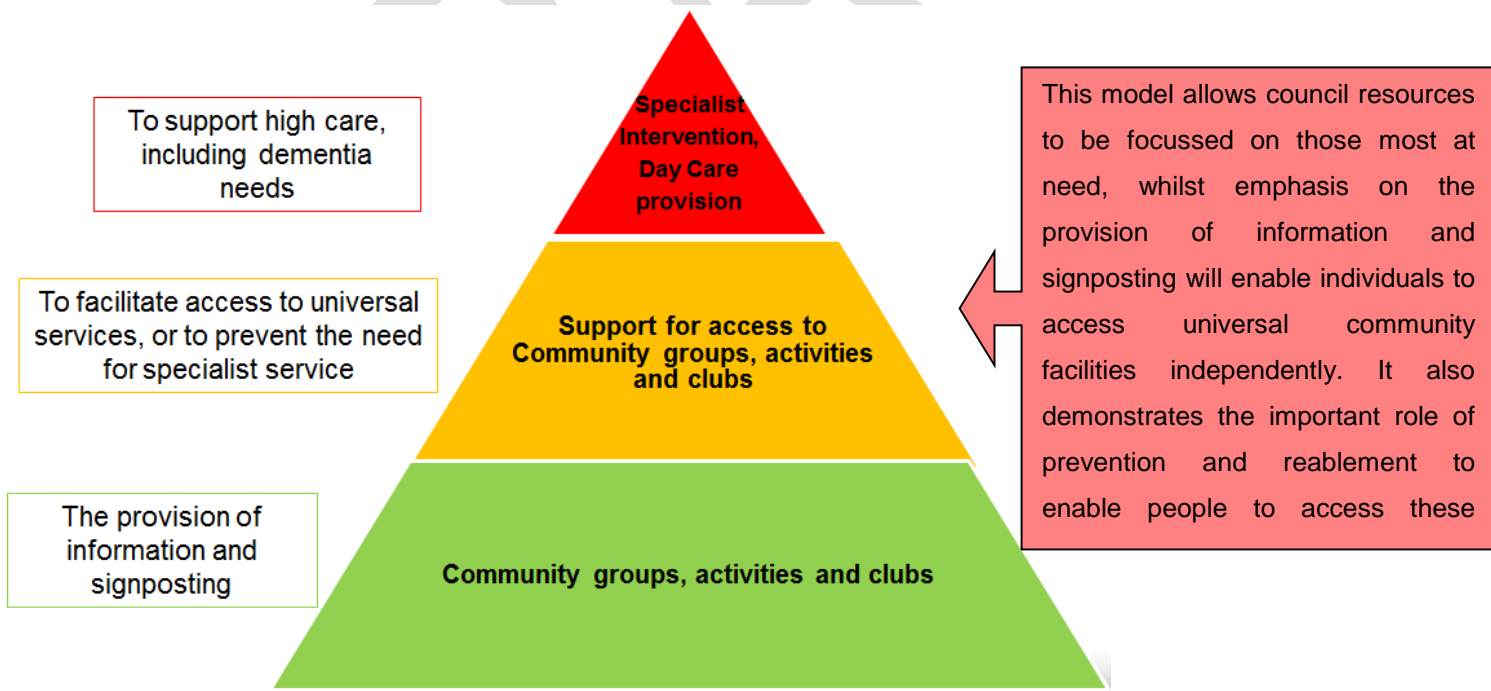 To support high care,
including dementia
needs
Specialist
Intervention,
Day Care
provision
To facilitate access to universal
services, or to prevent the need
for specialist service
Support for access to
Community groups, activities
and clubs
The provision of
information and
signposting
Community groups, activities and clubs
This model allows council resources
to be focussed on those most at
need, whilst emphasis on the
provision of information and
signposting will enable individuals to
access universal community
facilities independently. It also
demonstrates the important role of
prevention and reablement to
enable people to access these